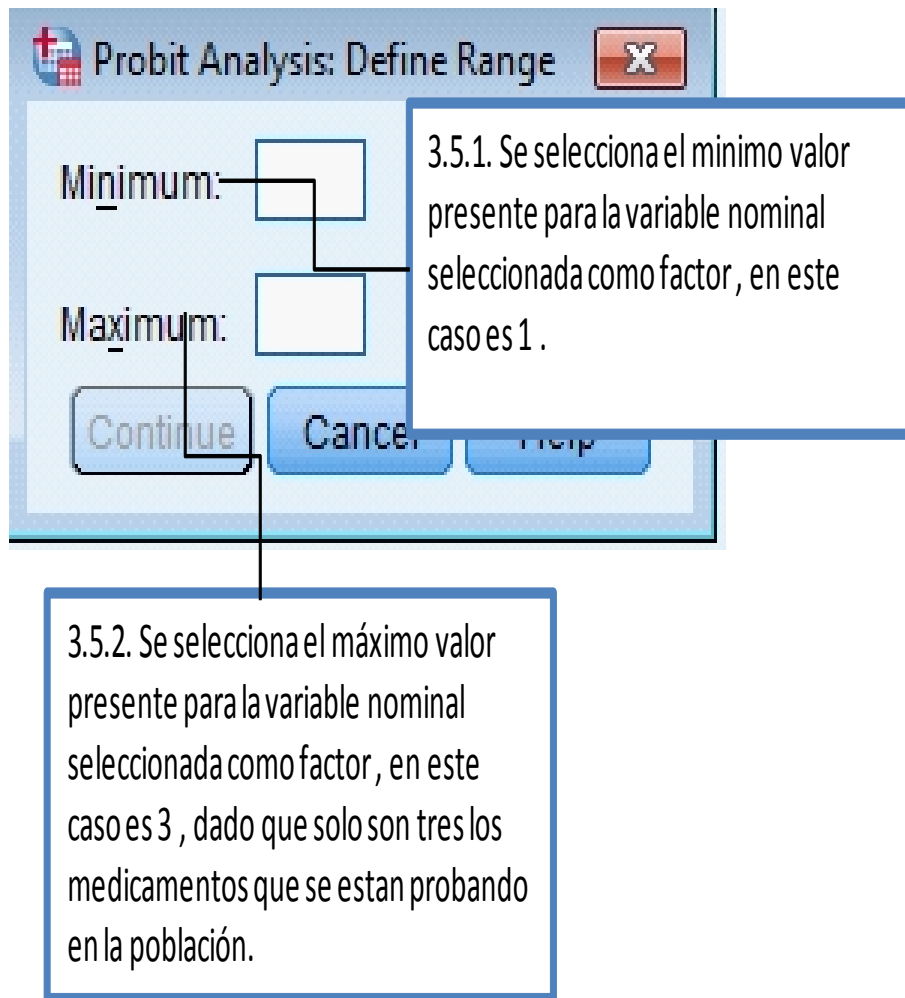 Probit Analysis: Define Range
Minimum:
3.5.1. Se selecciona el minimo valor
presente para la variable nominal
seleccionada como factor , en este
caso es 1 .
Maximum:
Continue
Cancel
Help
3.5.2. Se selecciona el máximo valor
presente para la variable nominal
seleccionada como factor , en este
caso es 3 , dado que solo son tres los
medicamentos que se estan probando
en la población.